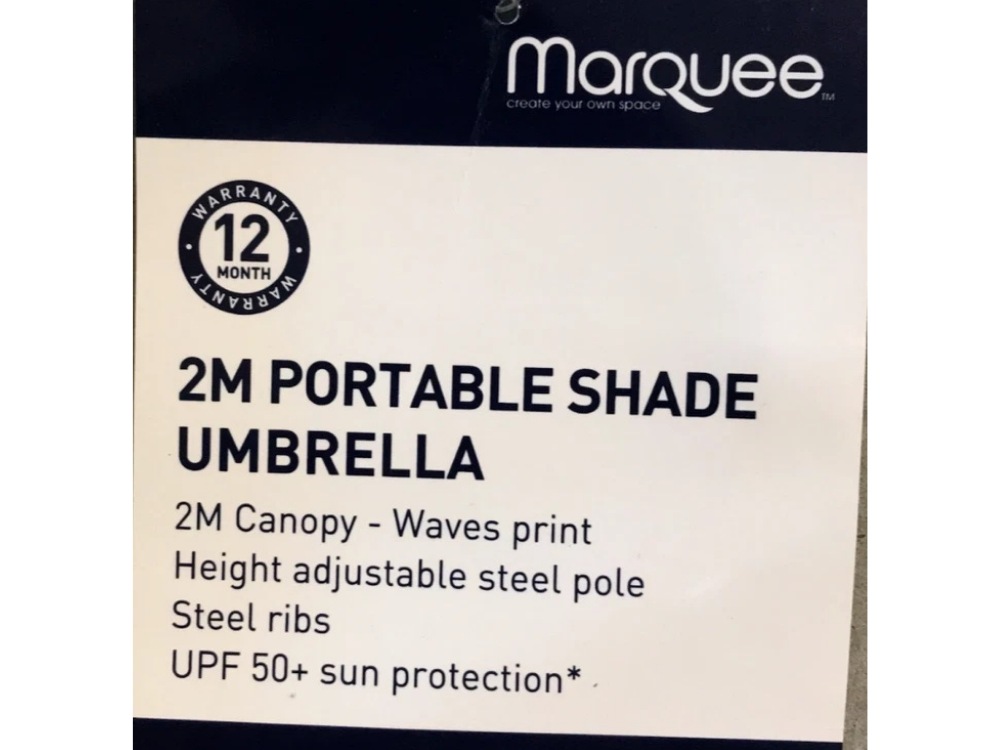 Marquee™
create your own space
WARRANTY
12
MONTH
WARRANTY
2M PORTABLE SHADE
UMBRELLA
2M Canopy - Waves print
Height adjustable steel pole
Steel ribs
UPF 50+ sun protection*